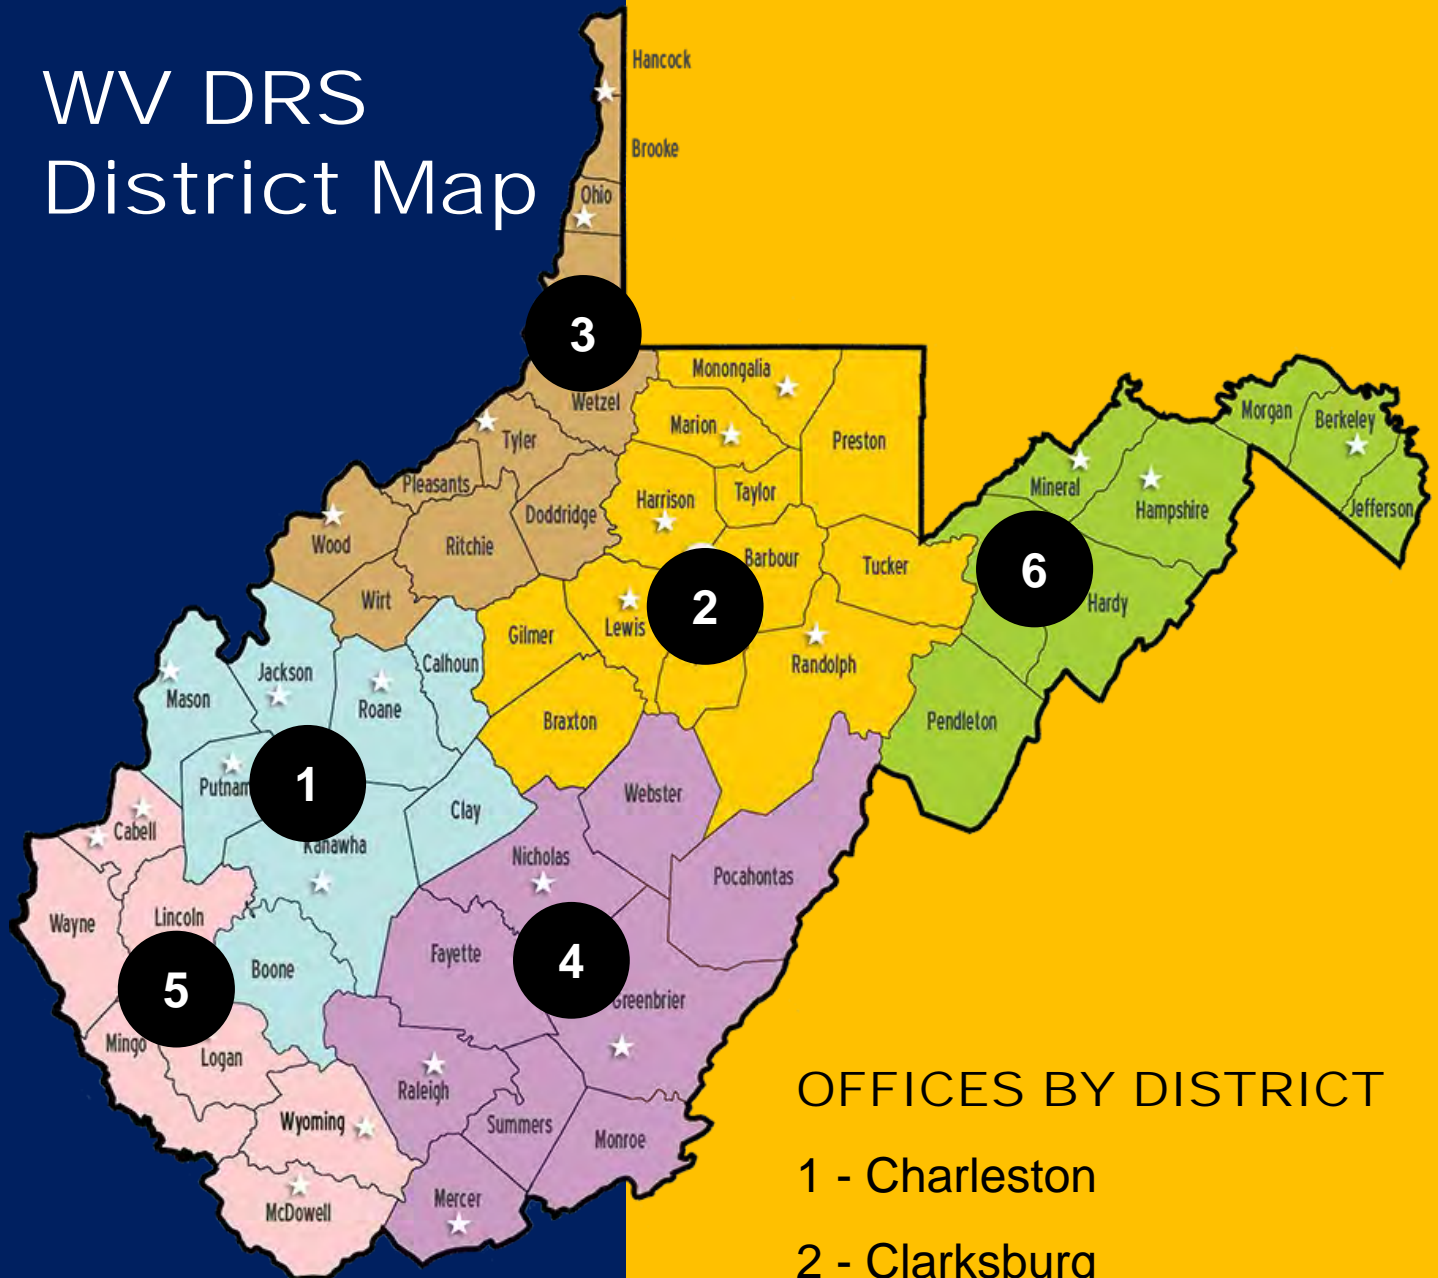 WV DRS
District Map
Hancock
Brooke
Ohio
3
Wetzel
Monongalia
Marion
Preston
Tyler
Pleasants
Doddridge
Harrison
Taylor
Wood
Ritchie
Wirt
Barbour
Tucker
Mineral
Hampshire
Morgan
Berkeley
Jefferson
6
Hardy
Gilmer
Lewis
2
Randolph
Pendleton
Braxton
Calhoun
Jackson
Roane
Mason
Putnam
1
Clay
Kanawha
Webster
Nicholas
Pocahontas
Cabell
Wayne
Lincoln
Boone
Fayette
4
Greenbrier
5
Mingo
Logan
Raleigh
Wyoming
Summers
Monroe
McDowell
Mercer
OFFICES BY DISTRICT
1 - Charleston
2 - Clarksburg